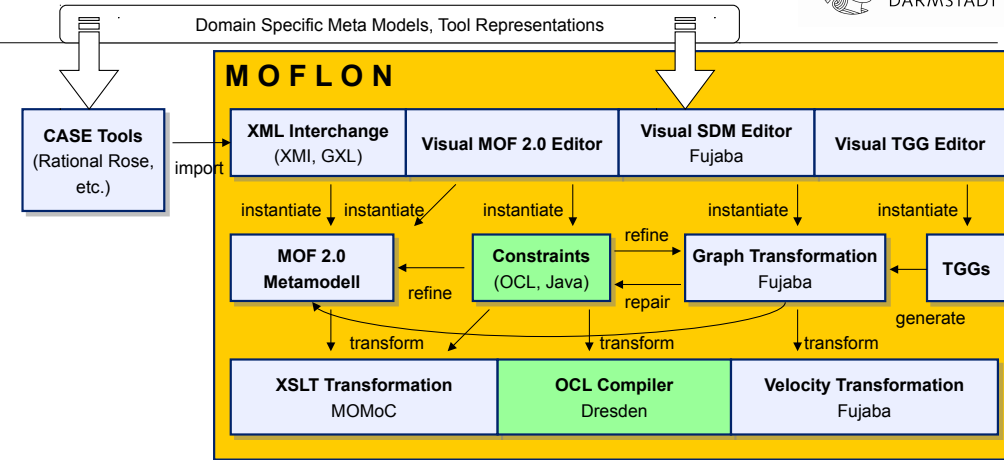 DARMSTADT
Domain Specific Meta Models, Tool Representations
M O F L O N
CASE Tools
(Rational Rose,
etc.)
import
XML Interchange
(XMI, GXL)
Visual MOF 2.0 Editor
Visual SDM Editor
Fujaba
Visual TGG Editor
instantiate
instantiate
instantiate
instantiate
instantiate
MOF 2.0
Metamodell
refine
Constraints
(OCL, Java)
refine
repair
Graph Transformation
Fujaba
TGGs
generate
transform
transform
transform
XSLT Transformation
MOMoC
OCL Compiler
Dresden
Velocity Transformation
Fujaba